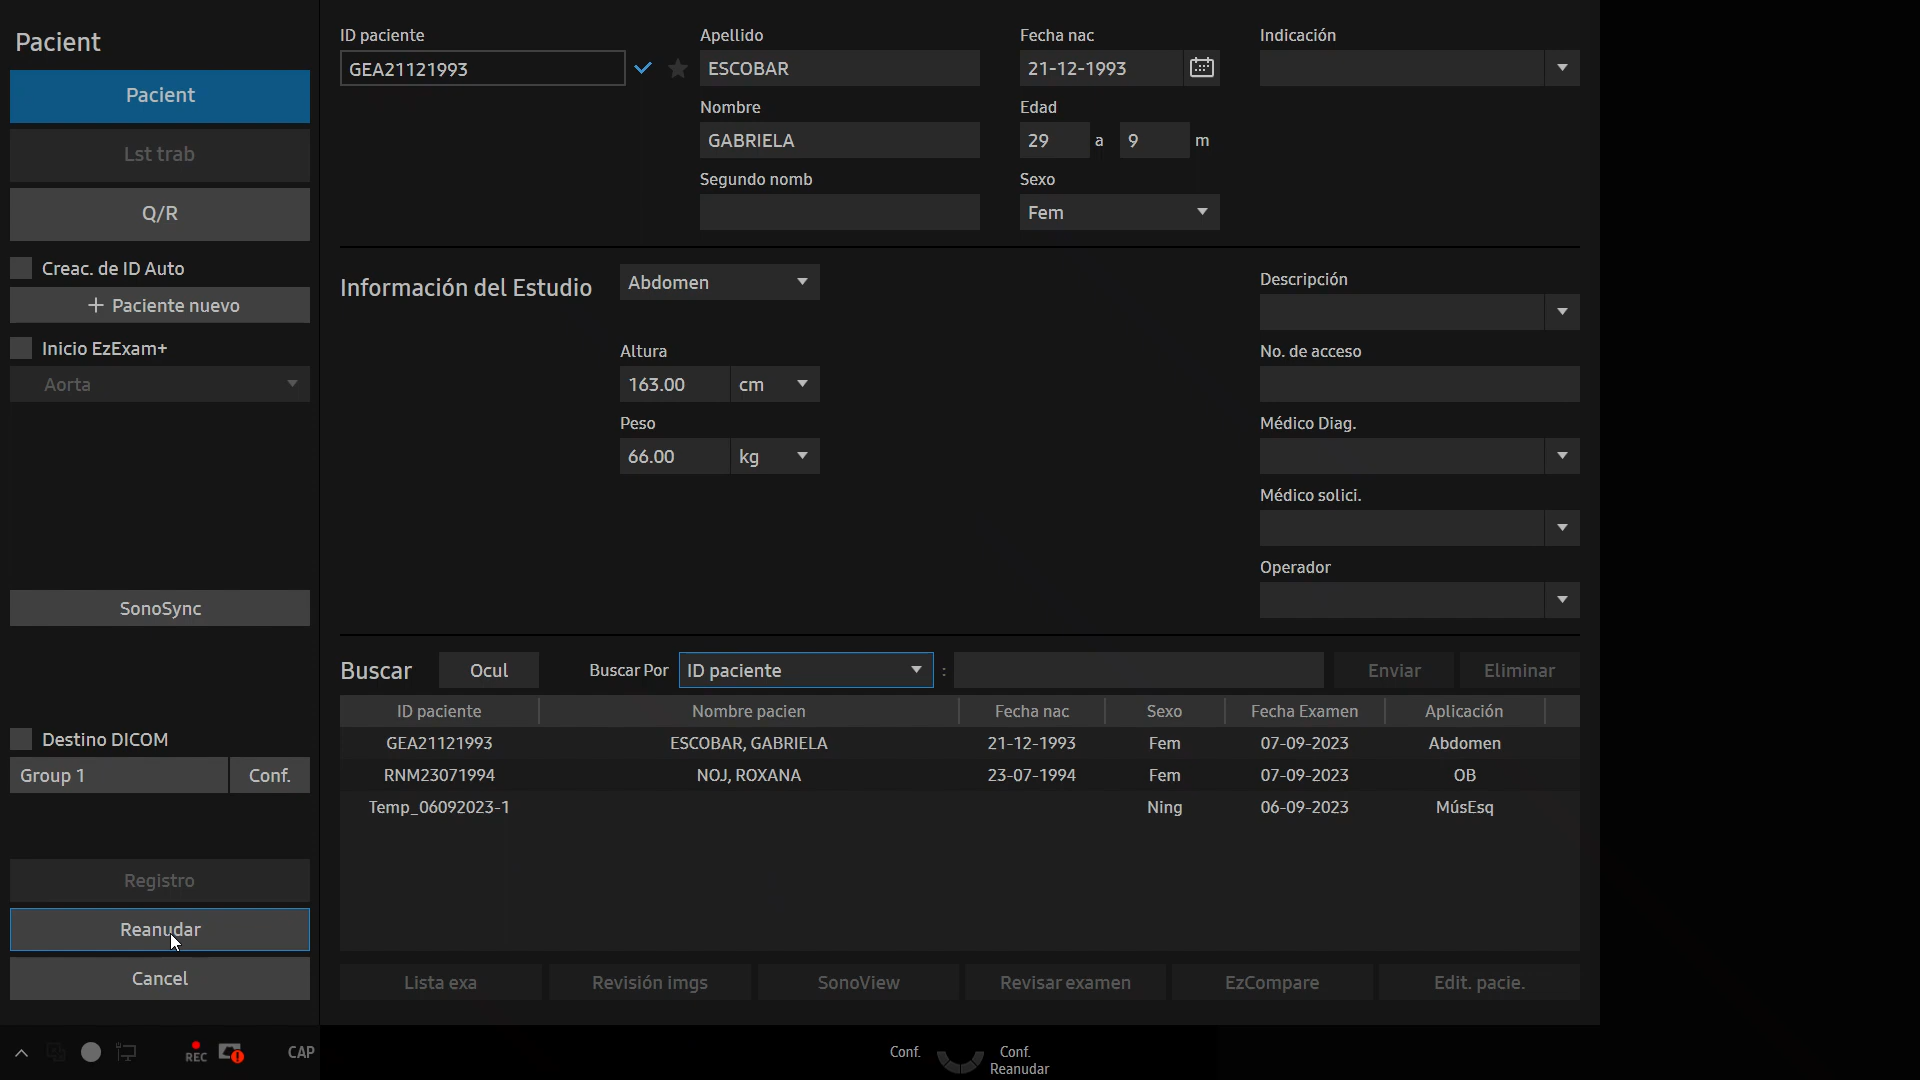 Pacient
Pacient
Lst trab
Q/R
Creac. de ID Auto
+ Paciente nuevo
Inicio EzExam+
Aorta
SonoSync
Destino DICOM
Group 1 Conf.
Registro
Reanudar
Cancel
ID paciente
GEA21121993
Apellido
ESCOBAR
Nombre
GABRIELA
Segundo nomb
Fecha nac
21-12-1993
Edad
29 a 9 m
Sexo
Fem
Indicación
Información del Estudio Abdomen
Altura
163.00 cm
Peso
66.00 kg
Descripción
No. de acceso
Médico Diag.
Médico solici.
Operador
Buscar Ocul Buscar Por ID paciente : Enviar Eliminar
ID paciente Nombre pacien Fecha nac Sexo Fecha Examen Aplicación
GEA21121993 ESCOBAR, GABRIELA 21-12-1993 Fem 07-09-2023 Abdomen
RNM23071994 NOJ, ROXANA 23-07-1994 Fem 07-09-2023 OB
Temp_06092023-1 Ning 06-09-2023 MúsEsq
Lista exa Revisión imgs SonoView Revisar examen EzCompare Edit. pacie.
REC CAP
Conf. Conf.
Reanudar